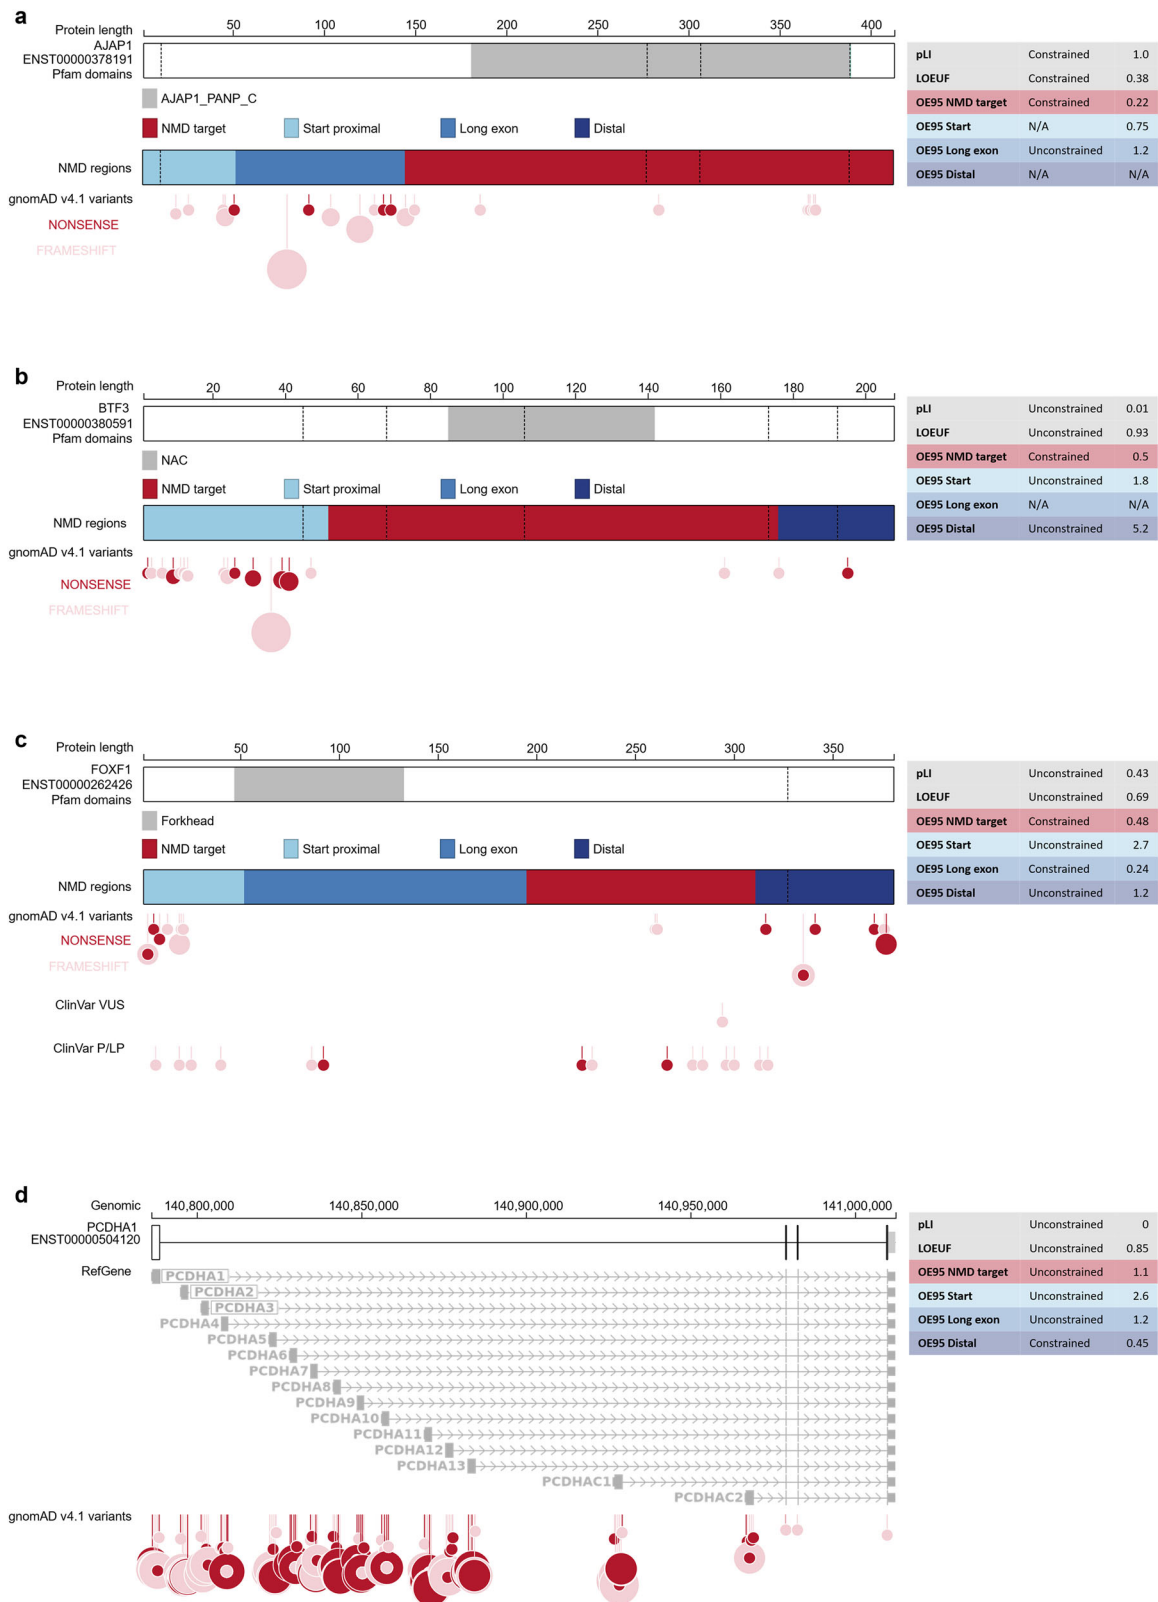 a
Protein length 50 100 150 200 250 300 350 400
AJAP1
ENST00000378191
Pfam domains
AJAP1_PANP_C
NMD target Start proximal Long exon Distal
NMD regions
gnomAD v4.1 variants
NONSENSE
FRAMESHIFT
pLI Constrained 1.0
LOEUF Constrained 0.38
OE95 NMD target Constrained 0.22
OE95 Start N/A 0.75
OE95 Long exon Unconstrained 1.2
OE95 Distal N/A N/A
b
Protein length 20 40 60 80 100 120 140 160 180 200
BTF3
ENST00000380591
Pfam domains
NAC
NMD target Start proximal Long exon Distal
NMD regions
gnomAD v4.1 variants
NONSENSE
FRAMESHIFT
pLI Unconstrained 0.01
LOEUF Unconstrained 0.93
OE95 NMD target Constrained 0.5
OE95 Start Unconstrained 1.8
OE95 Long exon N/A N/A
OE95 Distal Unconstrained 5.2
c
Protein length 50 100 150 200 250 300 350
FOXF1
ENST00000262426
Pfam domains
Forkhead
NMD target Start proximal Long exon Distal
NMD regions
gnomAD v4.1 variants
NONSENSE
FRAMESHIFT
ClinVar VUS
ClinVar P/LP
pLI Unconstrained 0.43
LOEUF Unconstrained 0.69
OE95 NMD target Constrained 0.48
OE95 Start Unconstrained 2.7
OE95 Long exon Constrained 0.24
OE95 Distal Unconstrained 1.2
d
Genomic 140,800,000 140,850,000 140,900,000 140,950,000 141,000,000
PCDHA1
ENST00000504120
RefGene
PCDHA1
PCDHA2
PCDHA3
PCDHA4
PCDHA5
PCDHA6
PCDHA7
PCDHA8
PCDHA9
PCDHA10
PCDHA11
PCDHA12
PCDHA13
PCDHAC1
PCDHAC2
gnomAD v4.1 variants
pLI Unconstrained 0
LOEUF Unconstrained 0.85
OE95 NMD target Unconstrained 1.1
OE95 Start Unconstrained 2.6
OE95 Long exon Unconstrained 1.2
OE95 Distal Constrained 0.45